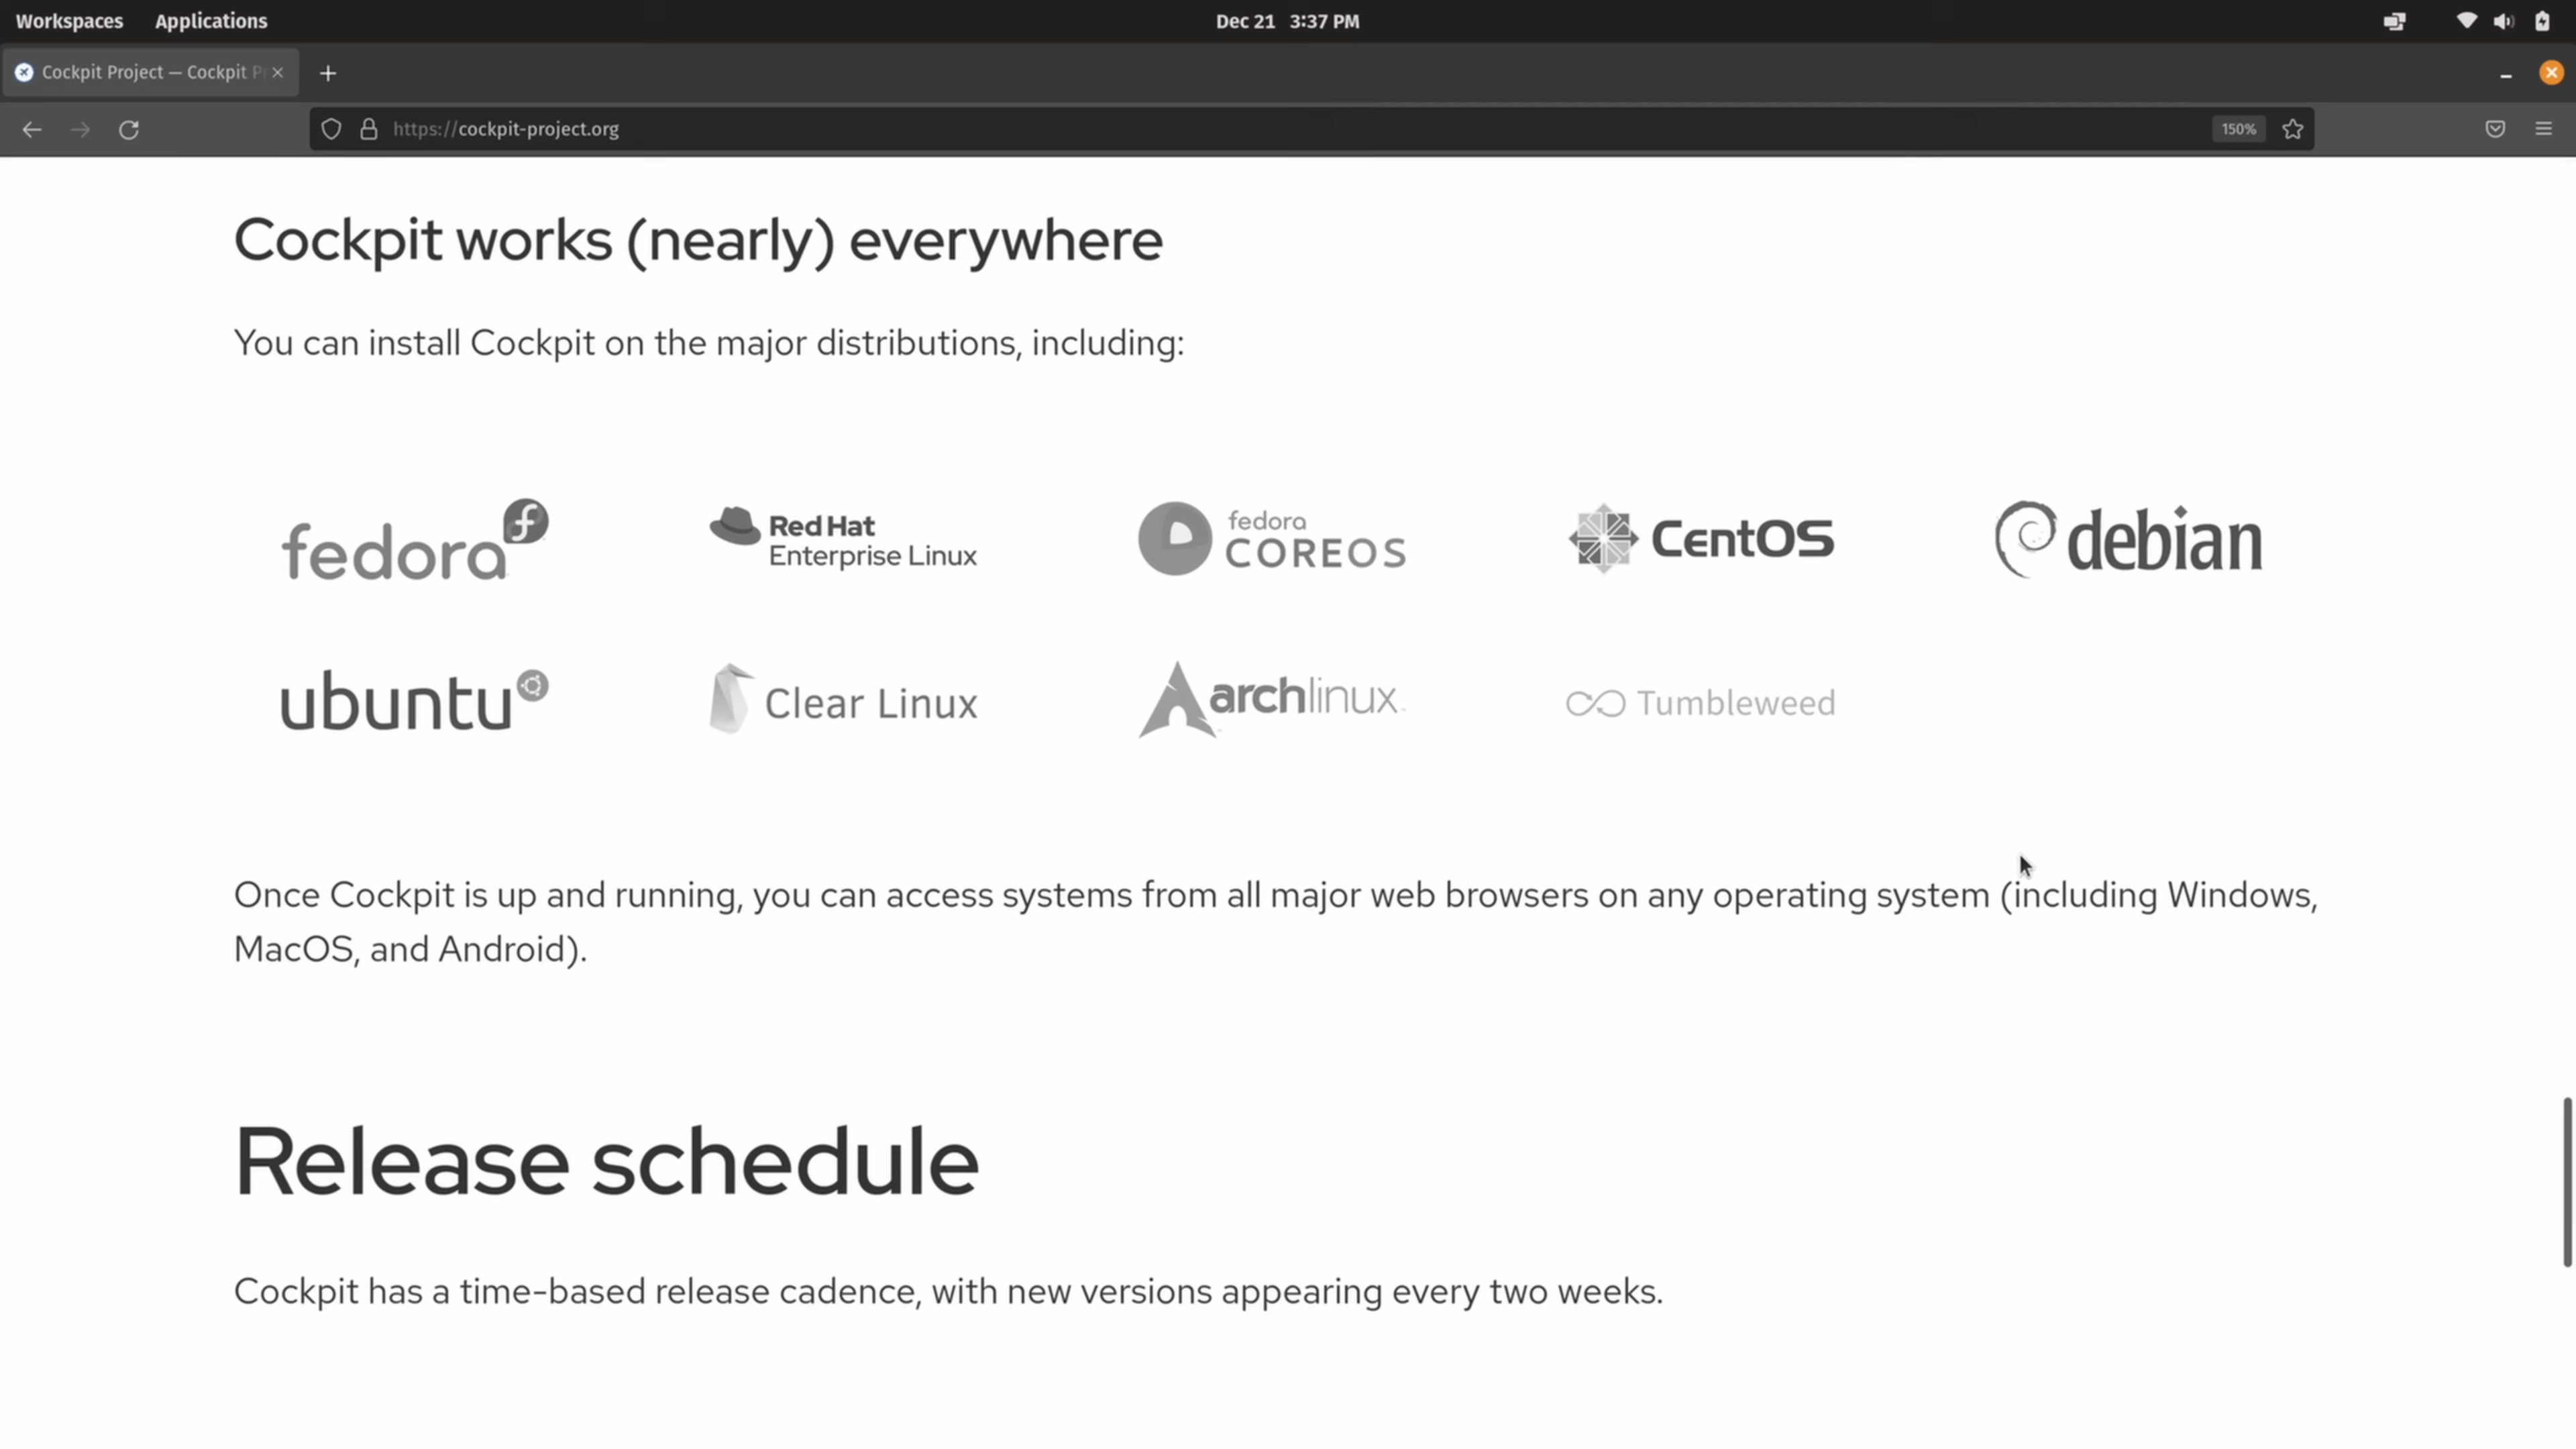 Workspaces Applications Dec 21 3:37 PM
Cockpit Project — Cockpit P
https://cockpit-project.org 150%
Cockpit works (nearly) everywhere
You can install Cockpit on the major distributions, including:
fedora Red Hat Enterprise Linux fedora COREOS CentOS debian
ubuntu Clear Linux archlinux Tumbleweed
Once Cockpit is up and running, you can access systems from all major web browsers on any operating system (including Windows,
MacOS, and Android).
Release schedule
Cockpit has a time-based release cadence, with new versions appearing every two weeks.